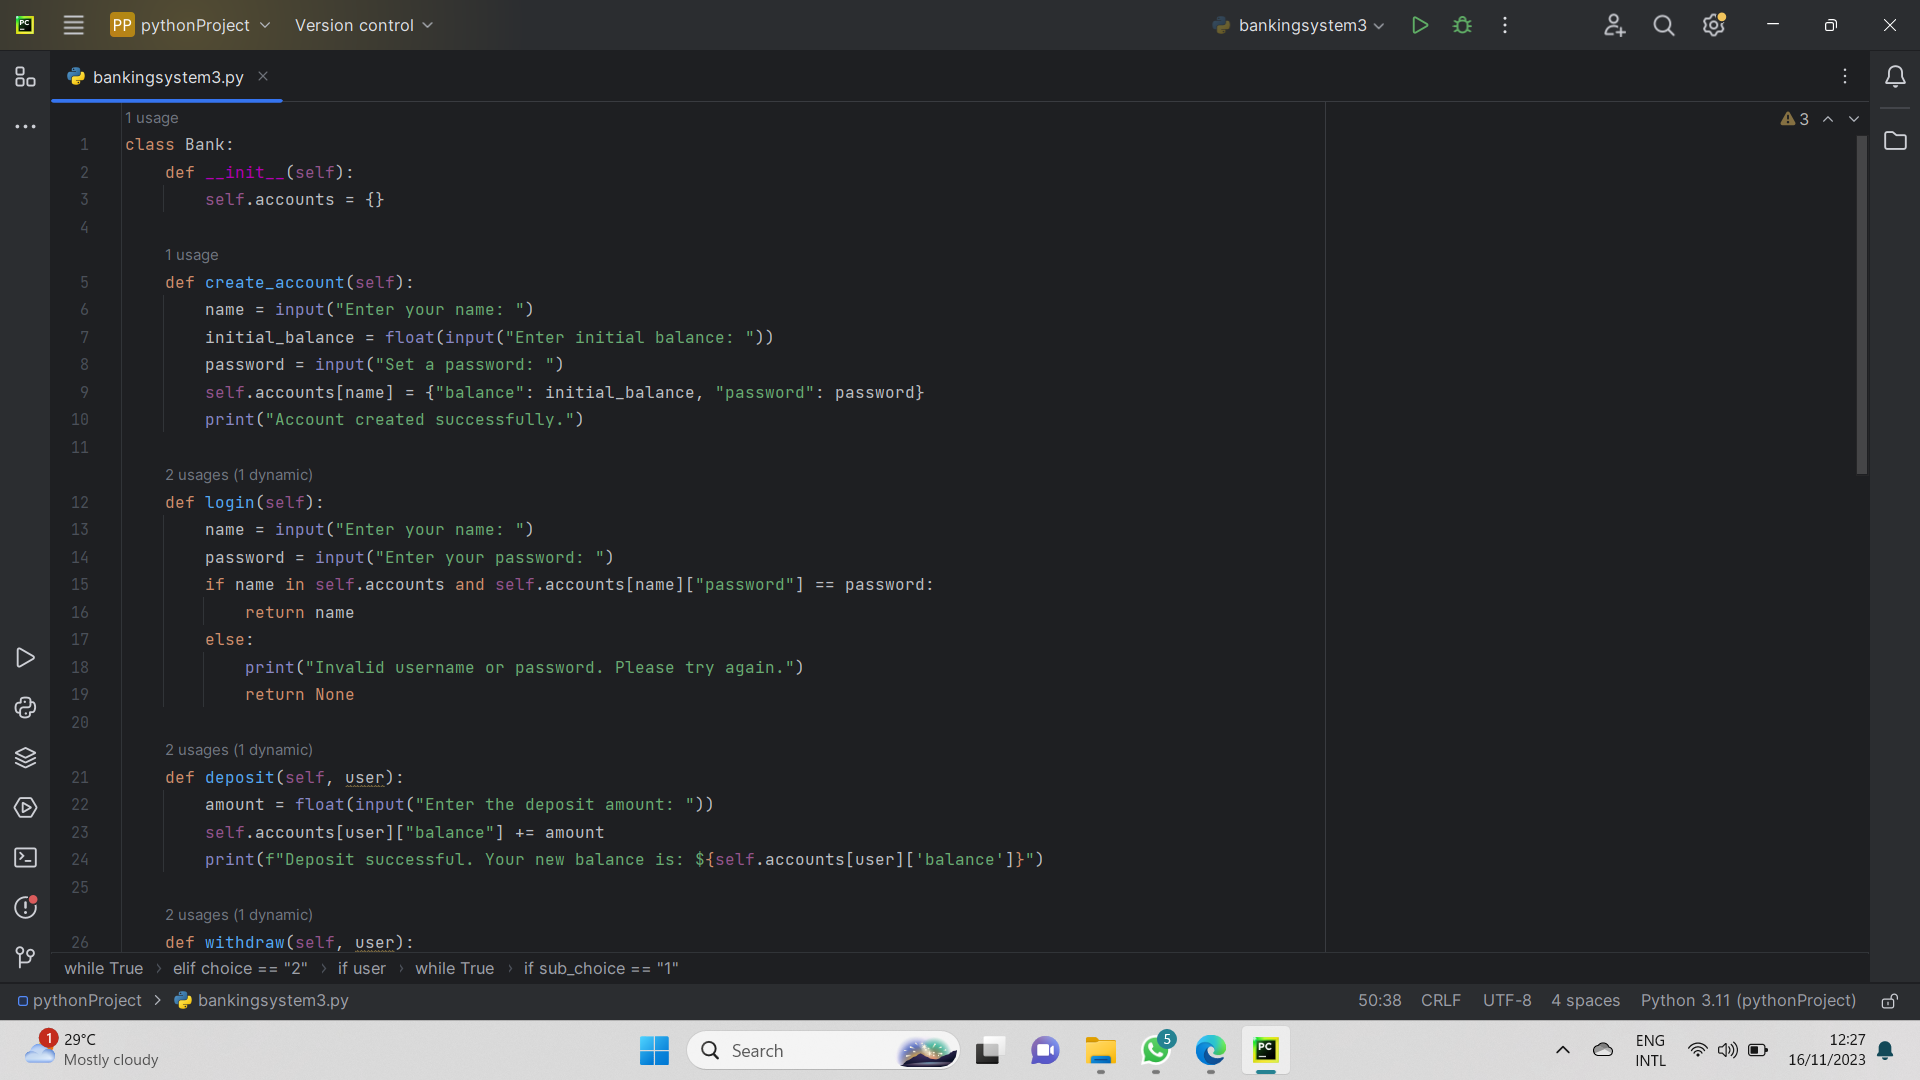 PC
PP pythonProject Version control bankingsystem3
bankingsystem3.py
3
1 usage
1 class Bank:
2 def __init__(self):
3 self.accounts = {}
4
1 usage
5 def create_account(self):
6 name = input("Enter your name: ")
7 initial_balance = float(input("Enter initial balance: "))
8 password = input("Set a password: ")
9 self.accounts[name] = {"balance": initial_balance, "password": password}
10 print("Account created successfully.")
11
2 usages (1 dynamic)
12 def login(self):
13 name = input("Enter your name: ")
14 password = input("Enter your password: ")
15 if name in self.accounts and self.accounts[name]["password"] == password:
16 return name
17 else:
18 print("Invalid username or password. Please try again.")
19 return None
20
2 usages (1 dynamic)
21 def deposit(self, user):
22 amount = float(input("Enter the deposit amount: "))
23 self.accounts[user]["balance"] += amount
24 print(f"Deposit successful. Your new balance is: ${self.accounts[user]['balance']}")
25
2 usages (1 dynamic)
26 def withdraw(self, user):
while True elif choice == "2" if user while True if sub_choice == "1"
pythonProject bankingsystem3.py 50:38 CRLF UTF-8 4 spaces Python 3.11 (pythonProject)
1 29°C
Mostly cloudy
Search
5
PC
ENG
INTL
12:27
16/11/2023